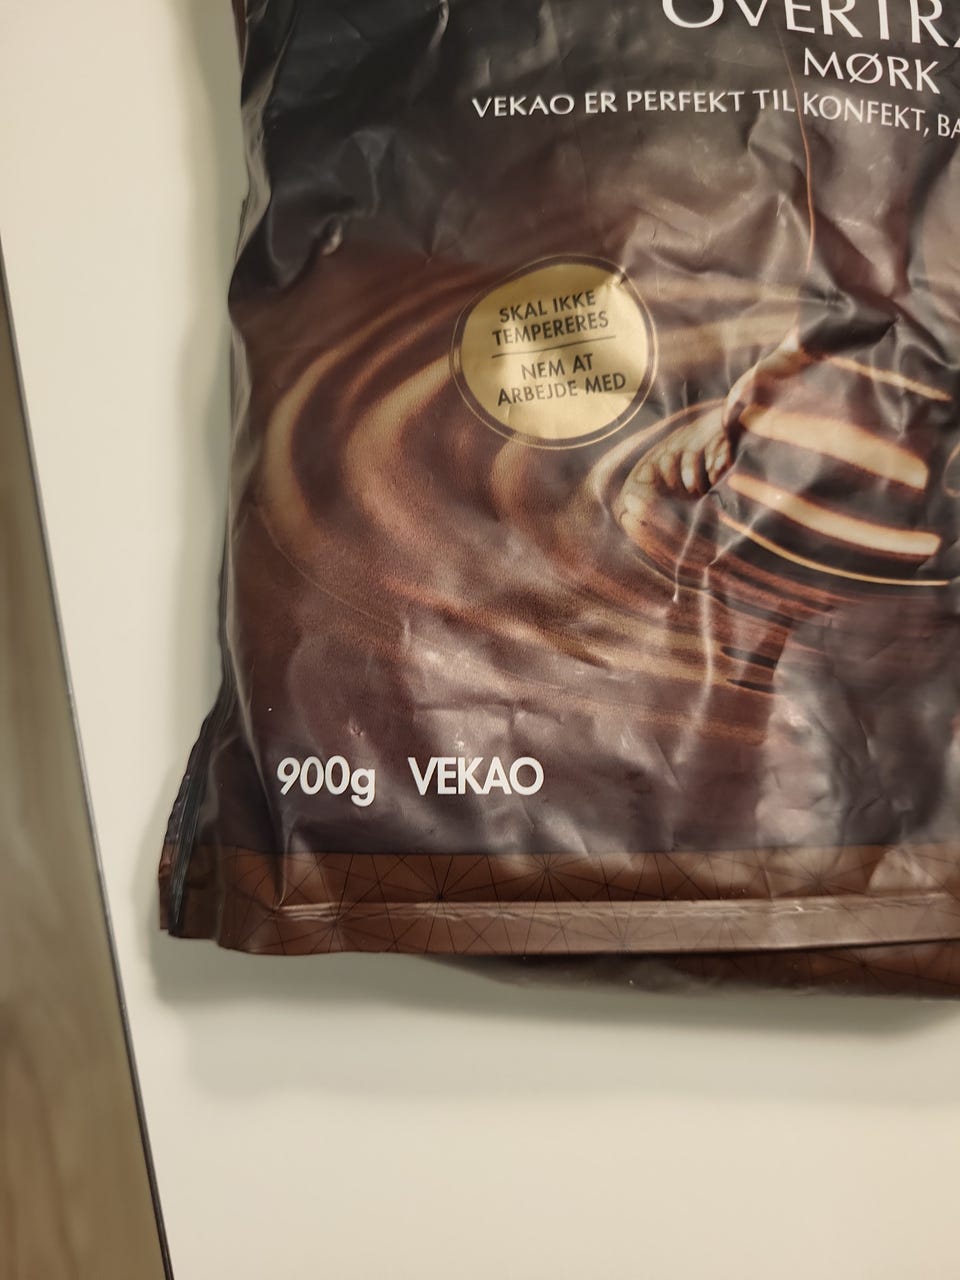 MØRK
VEKAO ER PERFEKT TIL KONFEKT,
SKAL IKKE
TEMPERERES
NEM AT
ARBEJDE MED
900g VEKAO